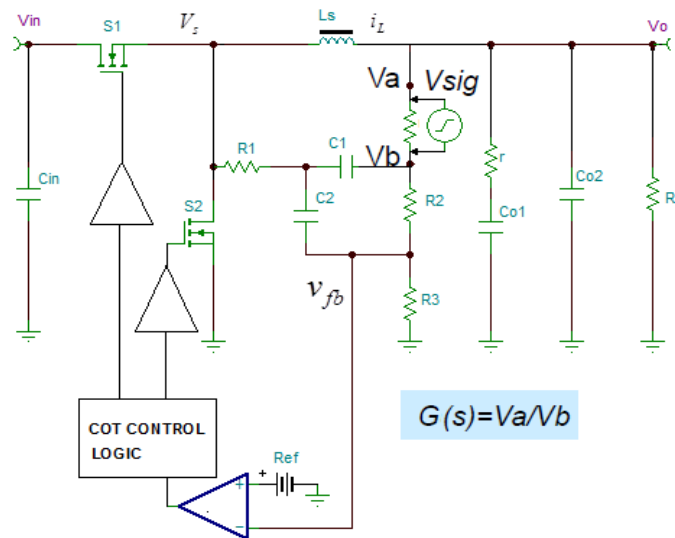 Vin
S1
Vs
Ls
iL
Vo
Va
Vsig
R1
C1
Vb
r
Cin
S2
C2
R2
Co1
Co2
R
vfb
R3
G(s)=Va/Vb
COT CONTROL
LOGIC
Ref
+
+
−